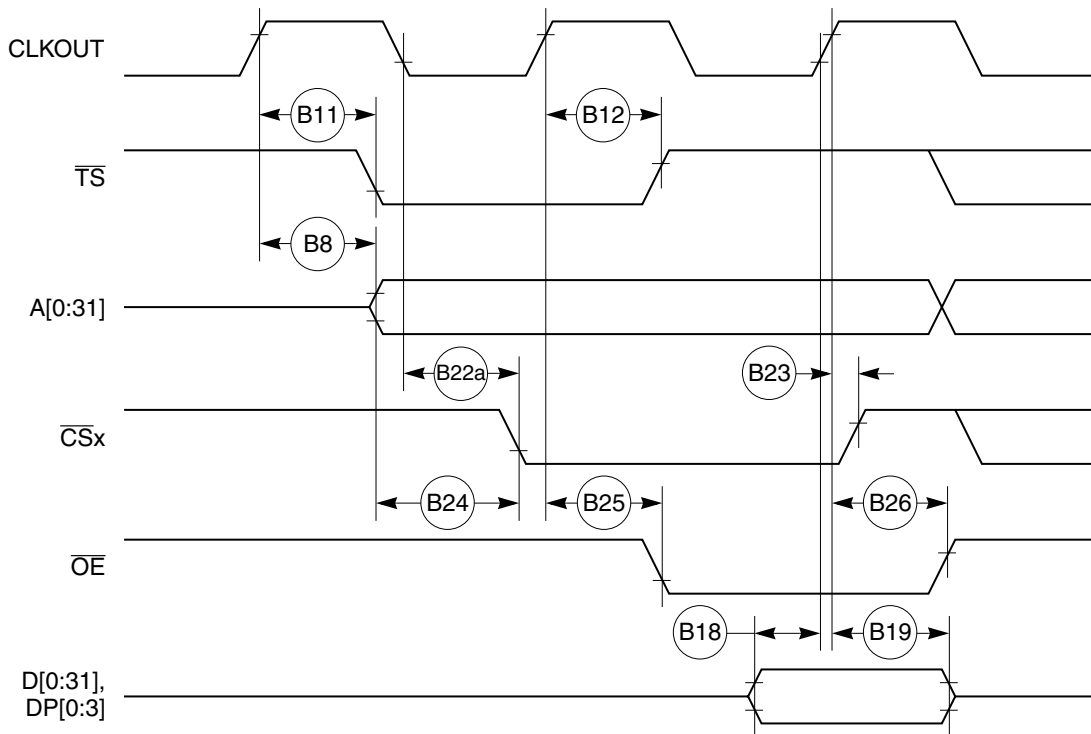 CLKOUT
B11
B12
TS
B8
A[0:31]
B22a
B23
CSx
B24
B25
B26
OE
B18
B19
D[0:31],
DP[0:3]